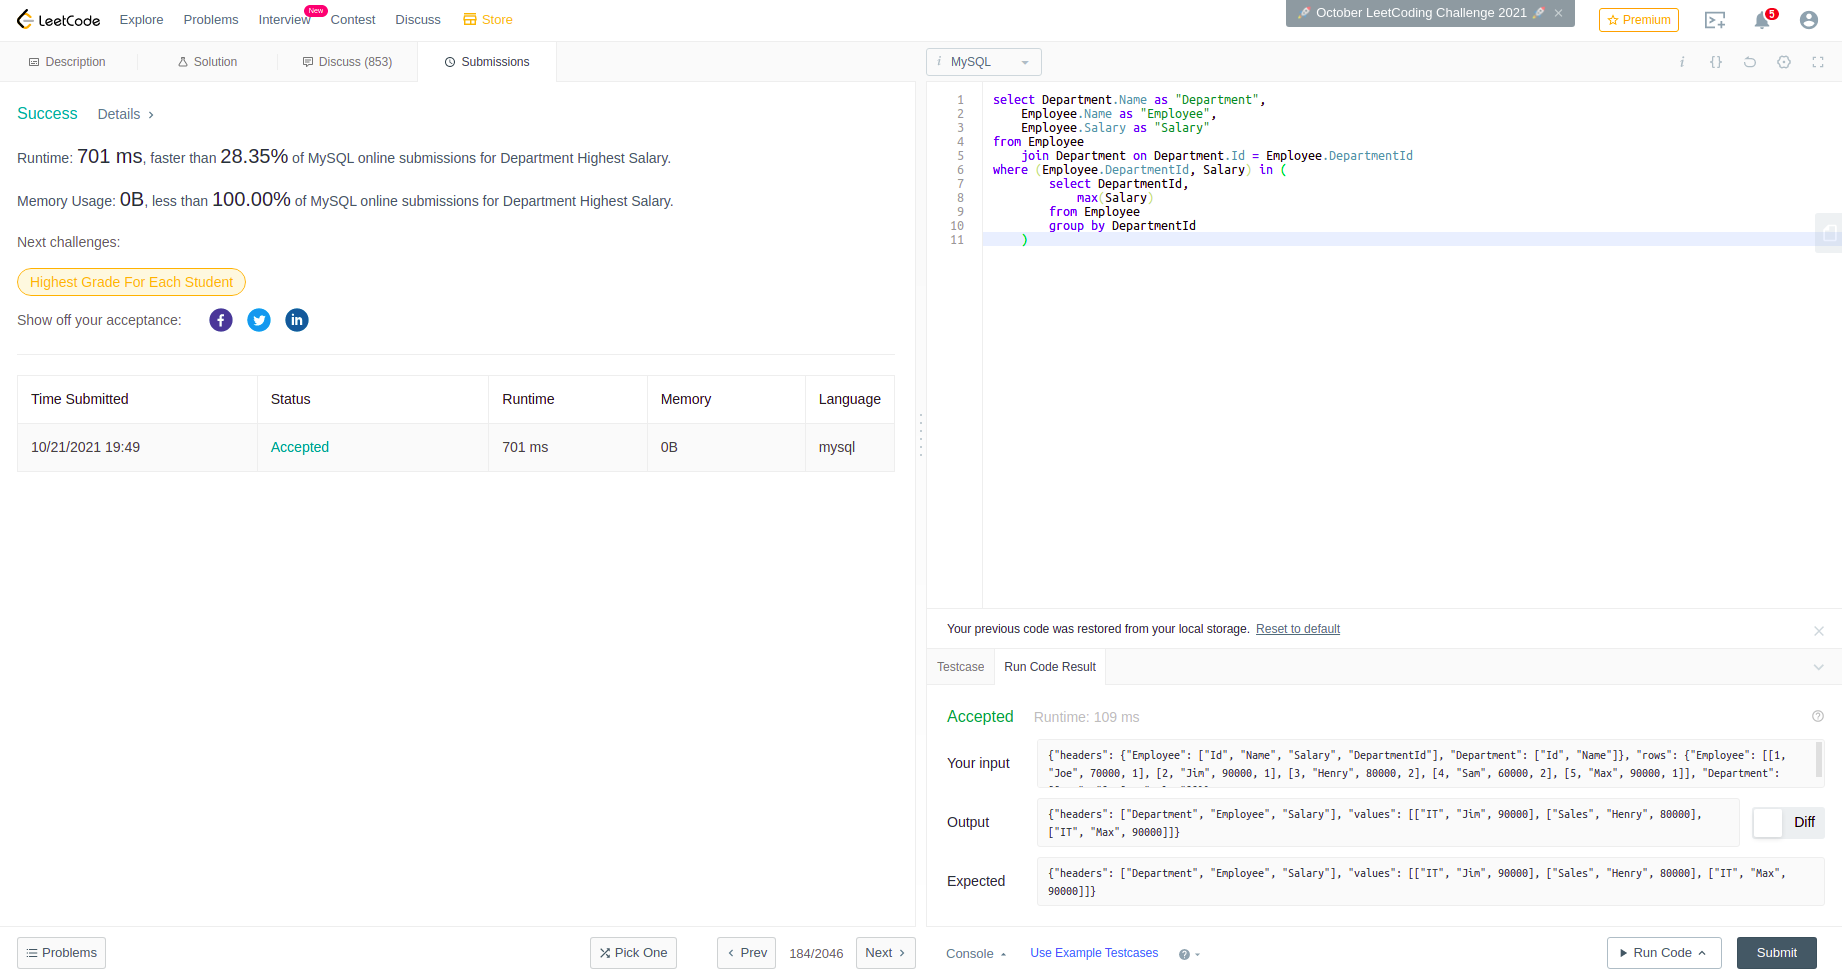 LeetCode
Explore
Problems
Interview
New
Contest
Discuss
Store
October LeetCoding Challenge 2021
Premium
5
Description
Solution
Discuss (853)
Submissions
i MySQL
i {}
Success
Details
Runtime: 701 ms, faster than 28.35% of MySQL online submissions for Department Highest Salary.
Memory Usage: 0B, less than 100.00% of MySQL online submissions for Department Highest Salary.
Next challenges:
Highest Grade For Each Student
Show off your acceptance:
Time Submitted Status Runtime Memory Language
10/21/2021 19:49 Accepted 701 ms 0B mysql
1 select Department.Name as "Department",
2 Employee.Name as "Employee",
3 Employee.Salary as "Salary"
4 from Employee
5 join Department on Department.Id = Employee.DepartmentId
6 where (Employee.DepartmentId, Salary) in (
7 select DepartmentId,
8 max(Salary)
9 from Employee
10 group by DepartmentId
11 )
Your previous code was restored from your local storage. Reset to default
Testcase
Run Code Result
Accepted Runtime: 109 ms
Your input
{"headers": {"Employee": ["Id", "Name", "Salary", "DepartmentId"], "Department": ["Id", "Name"]}, "rows": {"Employee": [[1,
"Joe", 70000, 1], [2, "Jim", 90000, 1], [3, "Henry", 80000, 2], [4, "Sam", 60000, 2], [5, "Max", 90000, 1]], "Department":
Output
{"headers": ["Department", "Employee", "Salary"], "values": [["IT", "Jim", 90000], ["Sales", "Henry", 80000],
["IT", "Max", 90000]]}
Diff
Expected
{"headers": ["Department", "Employee", "Salary"], "values": [["IT", "Jim", 90000], ["Sales", "Henry", 80000], ["IT", "Max",
90000]]}
Problems
Pick One
Prev
184/2046
Next
Console
Use Example Testcases
Run Code
Submit